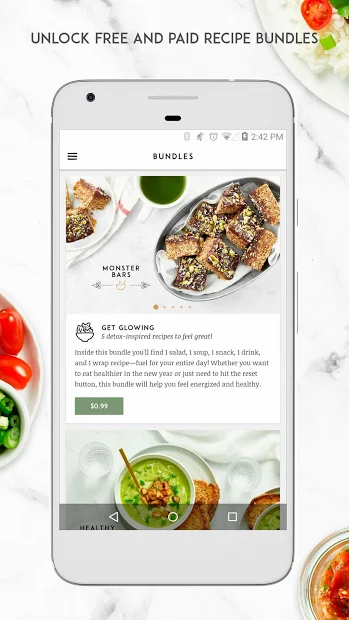 UNLOCK FREE AND PAID RECIPE BUNDLES
2:42 PM
BUNDLES
MONSTER
BARS
GET GLOWING
5 detox-inspired recipes to feel great!
Inside this bundle you'll find 1 salad, 1 soup, 1 snack, 1 drink,
and 1 wrap recipe—fuel for your entire day! Whether you want
to eat healthier in the new year or just need to hit the reset
button, this bundle will help you feel energized and healthy.
$0.99
HEALTHY